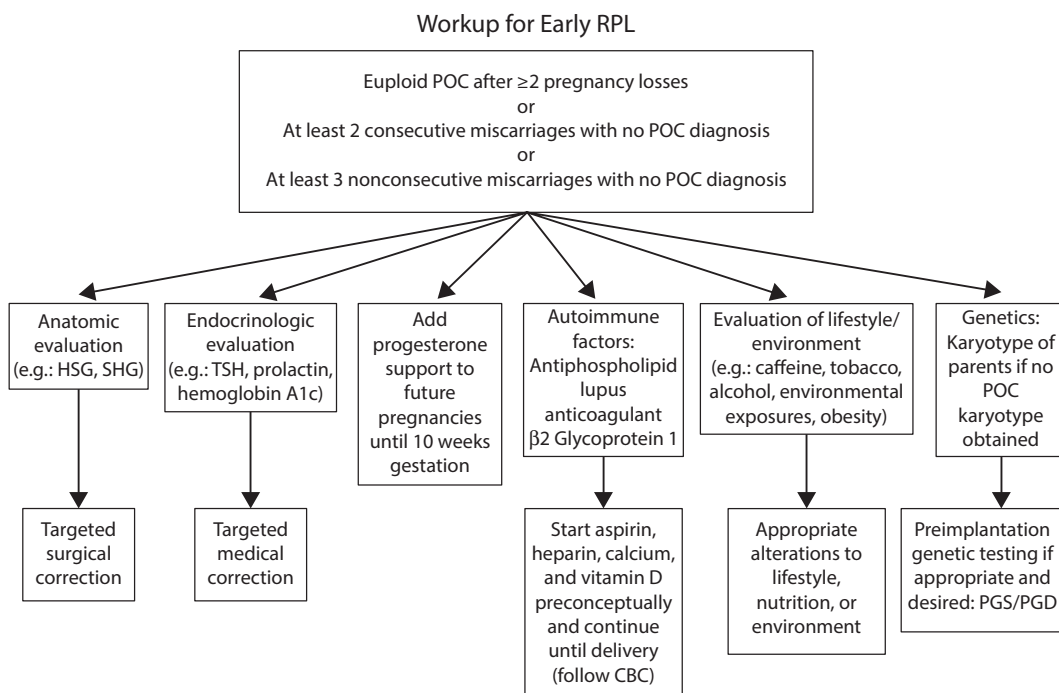 Workup for Early RPL
Euploid POC after ≥2 pregnancy losses
or
At least 2 consecutive miscarriages with no POC diagnosis
or
At least 3 nonconsecutive miscarriages with no POC diagnosis
Anatomic
evaluation
(e.g.: HSG, SHG)
Endocrinologic
evaluation
(e.g.: TSH, prolactin,
hemoglobin A1c)
Add
progesterone
support to
future
pregnancies
until 10 weeks
gestation
Autoimmune
factors:
Antiphospholipid
lupus
anticoagulant
β2 Glycoprotein 1
Evaluation of lifestyle/
environment
(e.g.: caffeine, tobacco,
alcohol, environmental
exposures, obesity)
Genetics:
Karyotype of
parents if no
POC
karyotype
obtained
Targeted
surgical
correction
Targeted
medical
correction
Start aspirin,
heparin, calcium,
and vitamin D
preconceptually
and continue
until delivery
(follow CBC)
Appropriate
alterations to
lifestyle,
nutrition, or
environment
Preimplantation
genetic testing if
appropriate and
desired: PGS/PGD